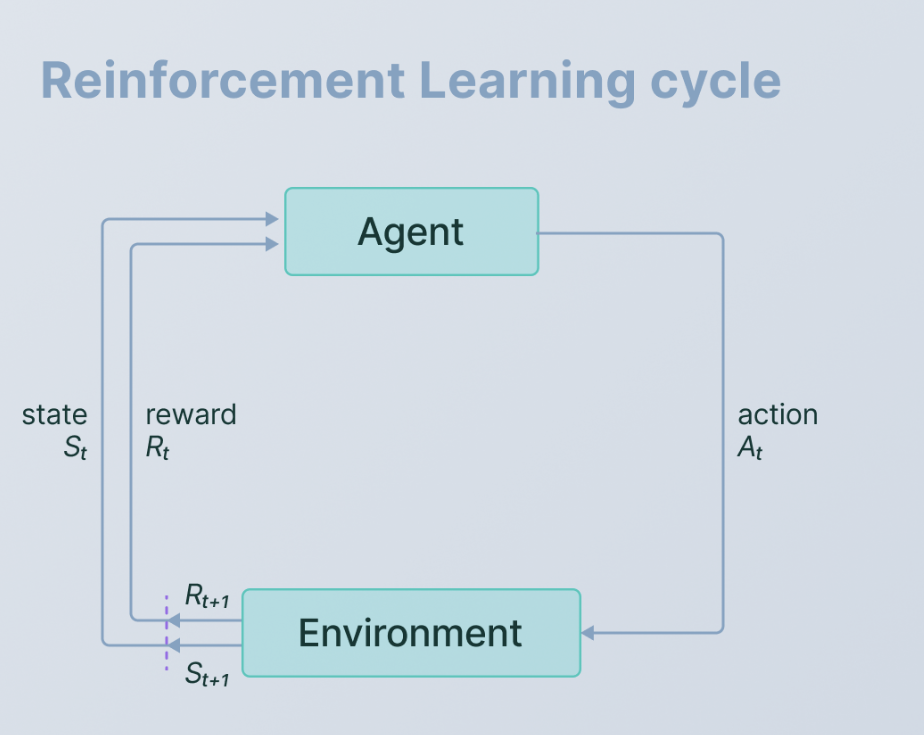 Reinforcement Learning cycle
Agent
state
Sₜ
reward
Rₜ
action
Aₜ
Rₜ₊₁
Environment
Sₜ₊₁